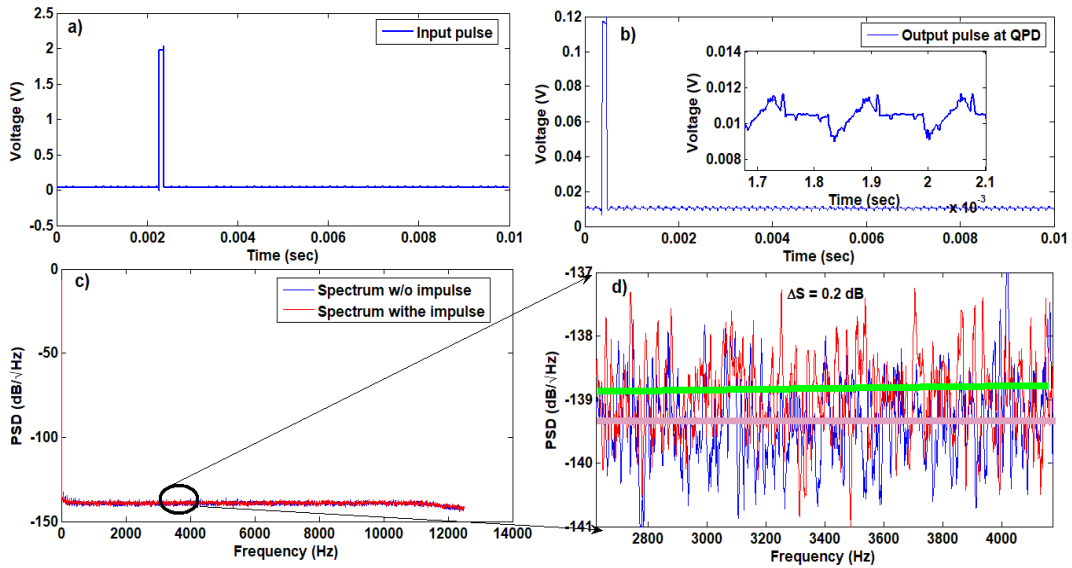 a)
Input pulse
2.5
2
1.5
1
0.5
0
-0.5
Voltage (V)
0
0.002
0.004
0.006
0.008
0.01
Time (sec)
b)
Output pulse at QPD
0.12
0.10
0.08
0.06
0.04
0.02
0
Voltage (V)
0.014
0.012
0.01
0.008
Voltage (V)
1.7
1.8
1.9
2
2.1
Time (sec)
x 10⁻³
0
0.002
0.004
0.006
0.008
0.01
Time (sec)
c)
Spectrum w/o impulse
Spectrum withe impulse
0
-50
-100
-150
PSD (dB/√Hz)
0
2000
4000
6000
8000
10000
12000
14000
Frequency (Hz)
d)
ΔS = 0.2 dB
-137
-138
-139
-140
-141
PSD (dB/√Hz)
2800
3000
3200
3400
3600
3800
4000
Frequency (Hz)